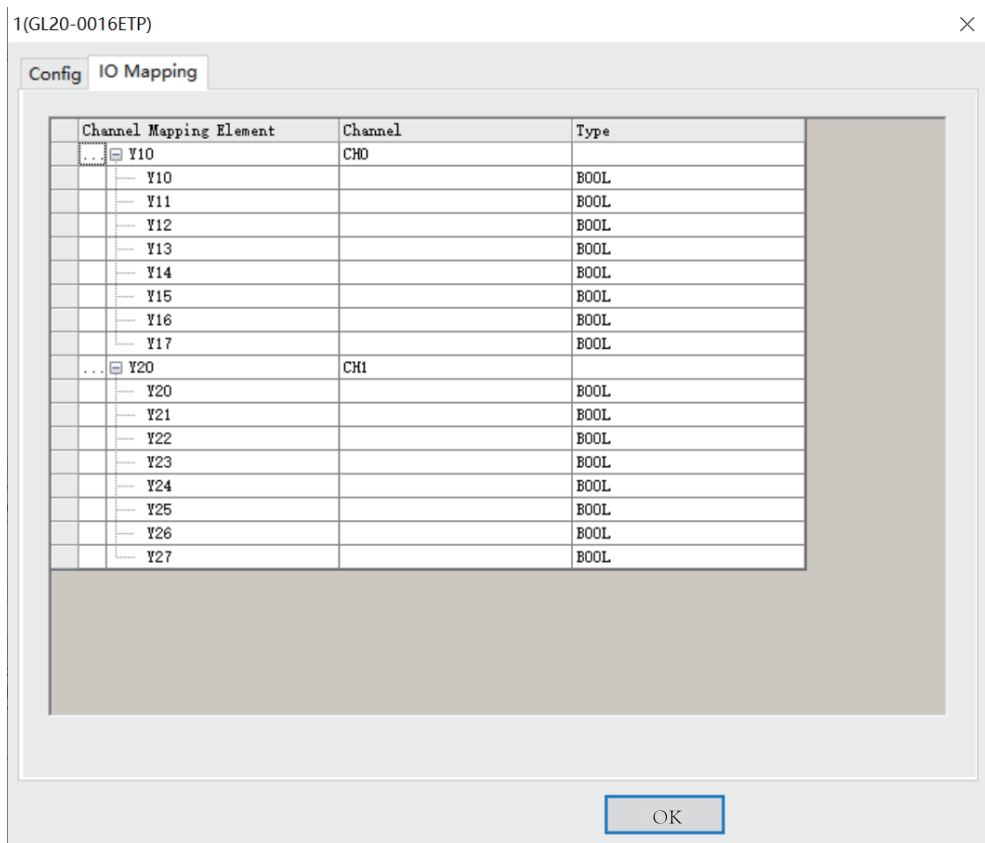 1(GL20-0016ETP)
Config IO Mapping
Channel Mapping Element Channel Type
... Y10 CH0
Y10 BOOL
Y11 BOOL
Y12 BOOL
Y13 BOOL
Y14 BOOL
Y15 BOOL
Y16 BOOL
Y17 BOOL
... Y20 CH1
Y20 BOOL
Y21 BOOL
Y22 BOOL
Y23 BOOL
Y24 BOOL
Y25 BOOL
Y26 BOOL
Y27 BOOL
OK